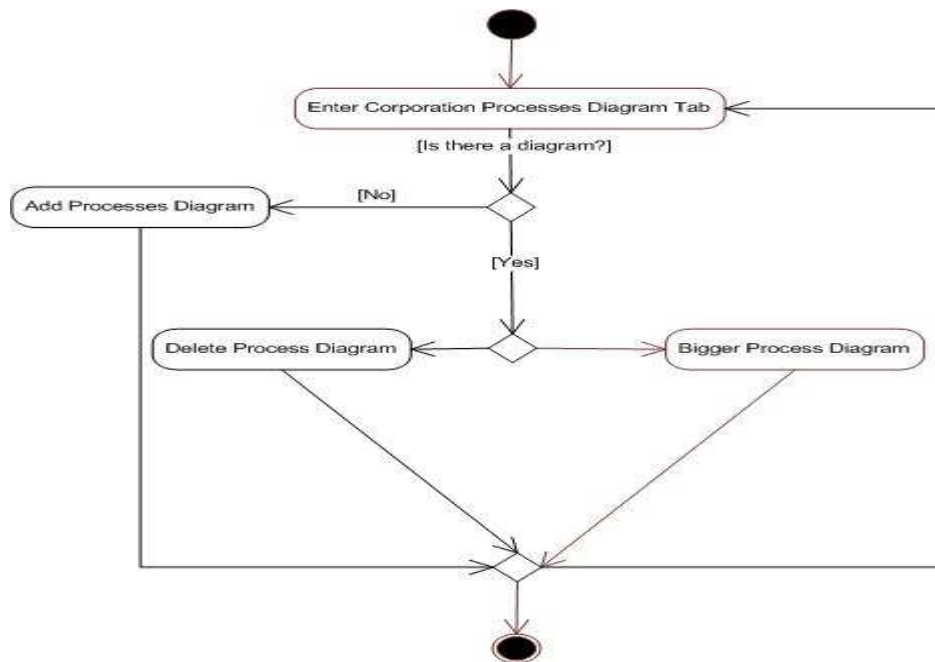 Enter Corporation Processes Diagram Tab
[Is there a diagram?]
[No]
Add Processes Diagram
[Yes]
Delete Process Diagram
Bigger Process Diagram